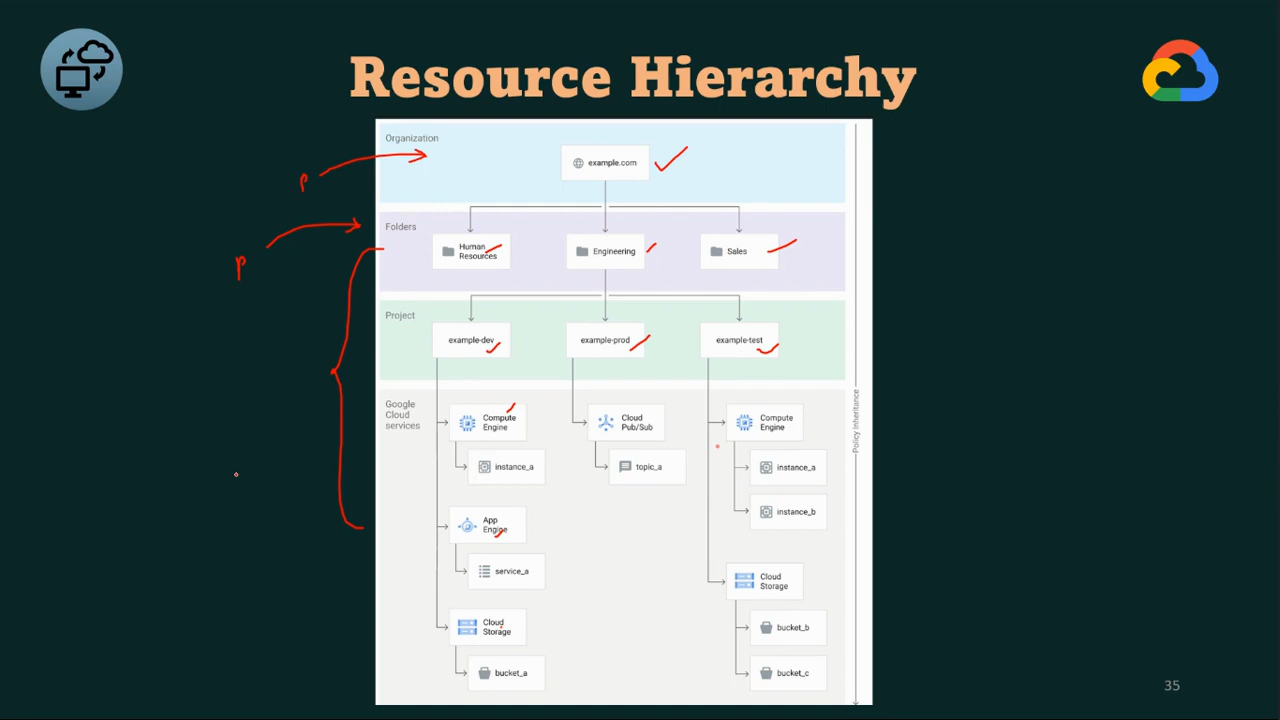 Resource Hierarchy
Organization
example.com
p
Folders
Human
Resources
Engineering
Sales
p
Project
example-dev
example-prod
example-test
Google
Cloud
services
Compute
Engine
instance_a
App
Engine
service_a
Cloud
Storage
bucket_a
Cloud
Pub/Sub
topic_a
Compute
Engine
instance_a
instance_b
Cloud
Storage
bucket_b
bucket_c
Policy Inheritance
35